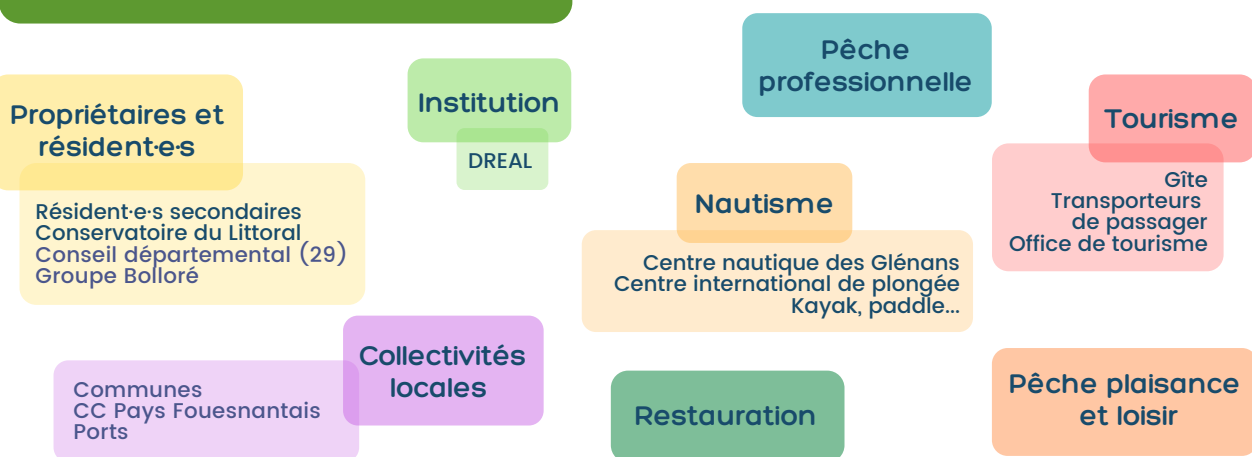 Propriétaires et
résident·e·s
Résident·e·s secondaires
Conservatoire du Littoral
Conseil départemental (29)
Groupe Bolloré
Institution
DREAL
Pêche
professionnelle
Tourisme
Gîte
Transporteurs
de passager
Office de tourisme
Nautisme
Centre nautique des Glénans
Centre international de plongée
Kayak, paddle...
Collectivités
locales
Communes
CC Pays Fouesnantais
Ports
Restauration
Pêche plaisance
et loisir